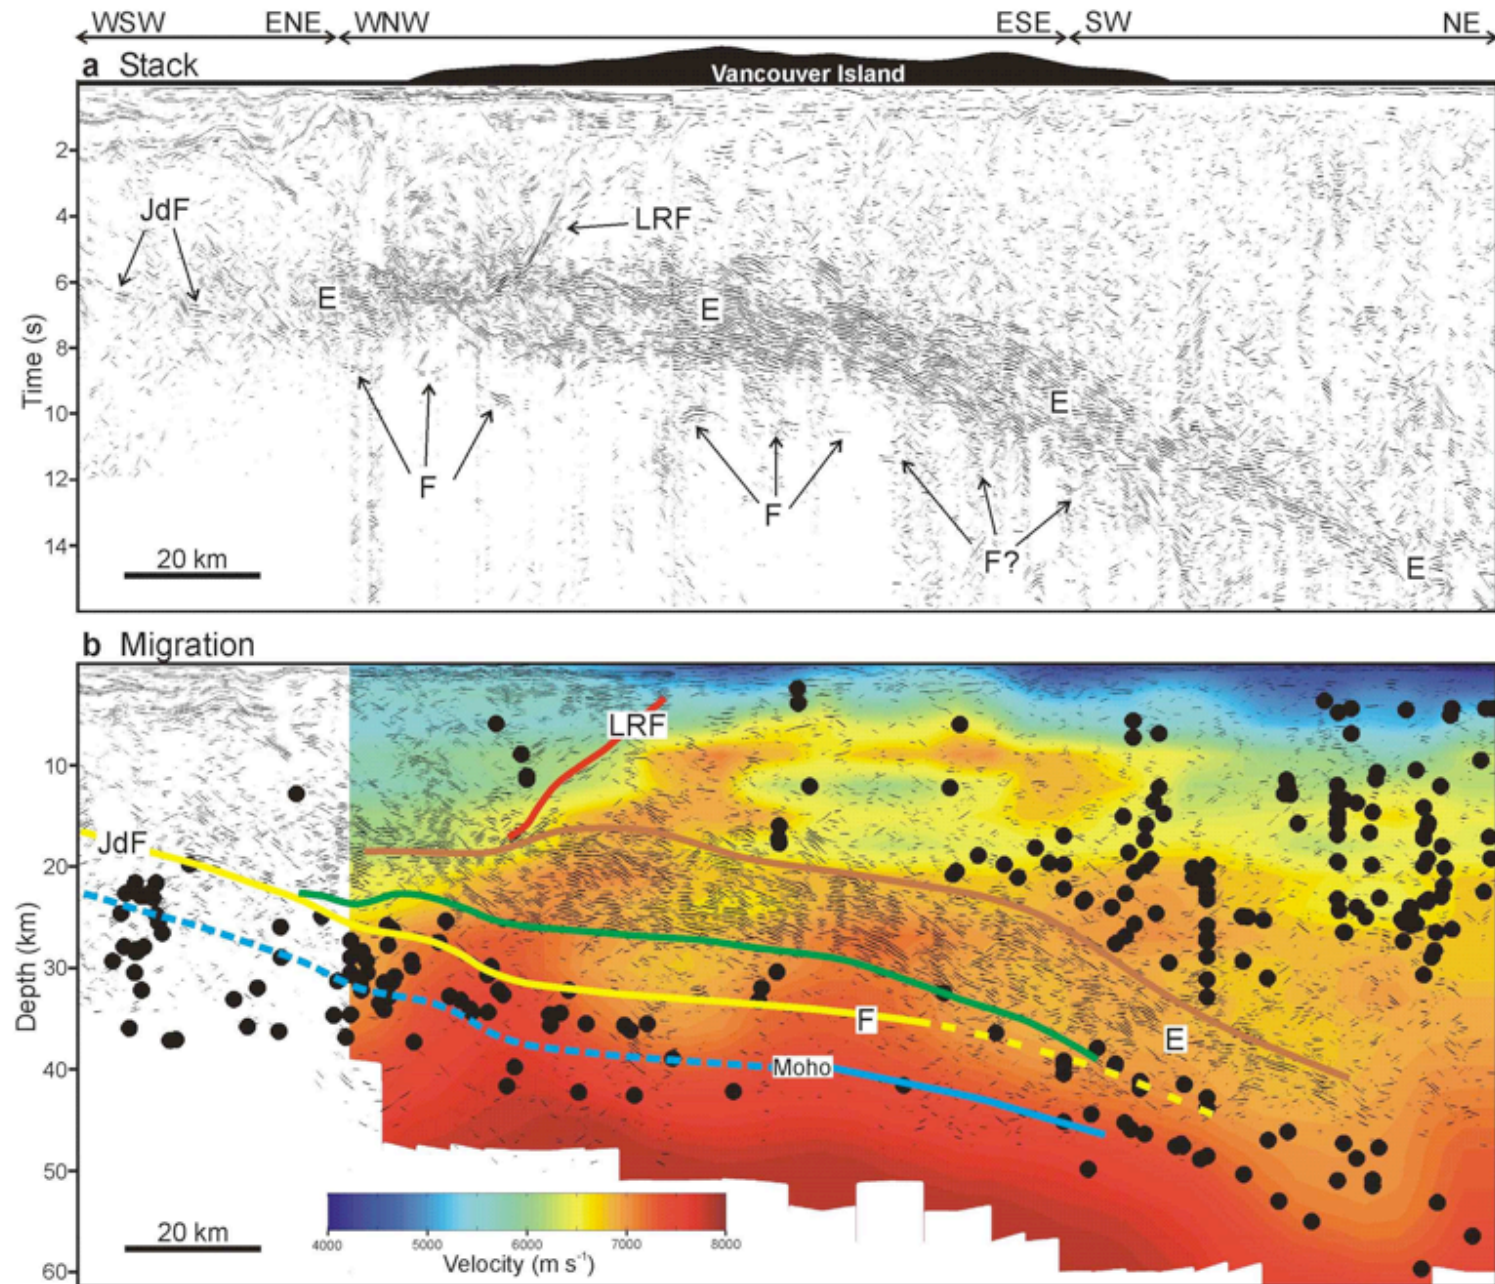 WSW ENE WNW ESE SW NE
a Stack
Vancouver Island
2
JdF
4
LRF
6
E
E
8
Time (s)
E
10
F
12
F
F?
14
20 km
E
b Migration
LRF
10
JdF
20
30
Depth (km)
F
E
40
Moho
50
20 km
4000 5000 6000 7000 8000
Velocity (m s-1)
60